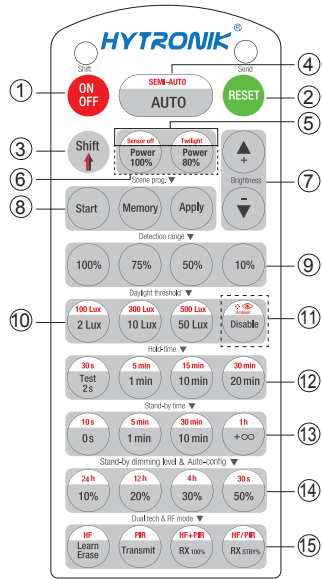 HYTRONIK®
Shift
Send
④
SEMI-AUTO
① ON OFF AUTO RESET ②
⑤
③ Shift
Sensor off Twilight
Power 100% Power 80%
▲ +
⑥ Scene prog. ▼
Brightness ⑦
− ▼
⑧ Start Memory Apply
Detection range ▼
100% 75% 50% 10% ⑨
Daylight threshold ▼
100 Lux 300 Lux 500 Lux Ambient
⑩ 2 Lux 10 Lux 50 Lux Disable ⑪
Hold-time ▼
30s 5 min 15 min 30 min
Test 2s 1 min 10 min 20 min ⑫
Stand-by time ▼
10s 5 min 30 min 1h
0s 1 min 10 min +∞ ⑬
Stand-by dimming level & Auto-config ▼
24h 12h 4h 30s
10% 20% 30% 50% ⑭
Dual tech & RF mode ▼
HF PIR HF+PIR HF/PIR
Learn Erase Transmit RX 100% RX STBY% ⑮